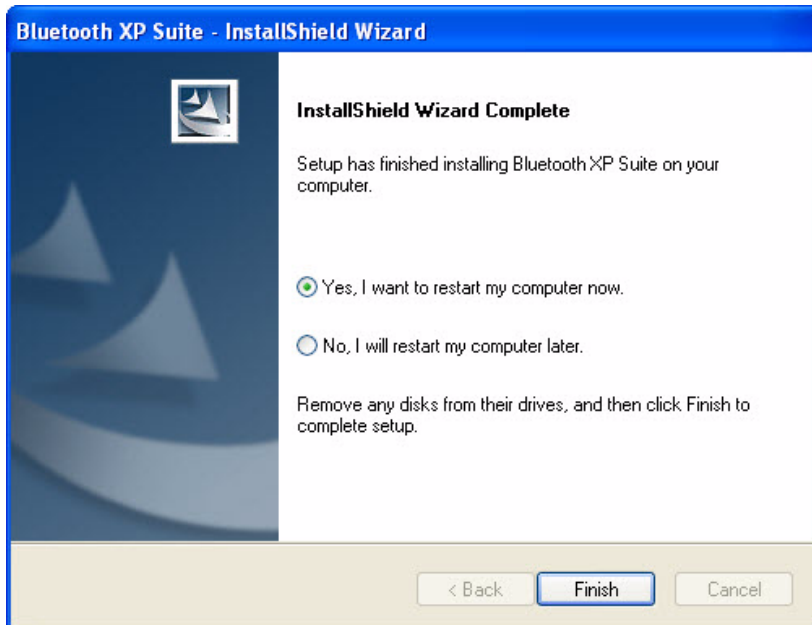 Bluetooth XP Suite - InstallShield Wizard
InstallShield Wizard Complete
Setup has finished installing Bluetooth XP Suite on your
computer.
Yes, I want to restart my computer now.
No, I will restart my computer later.
Remove any disks from their drives, and then click Finish to
complete setup.
< Back Finish Cancel